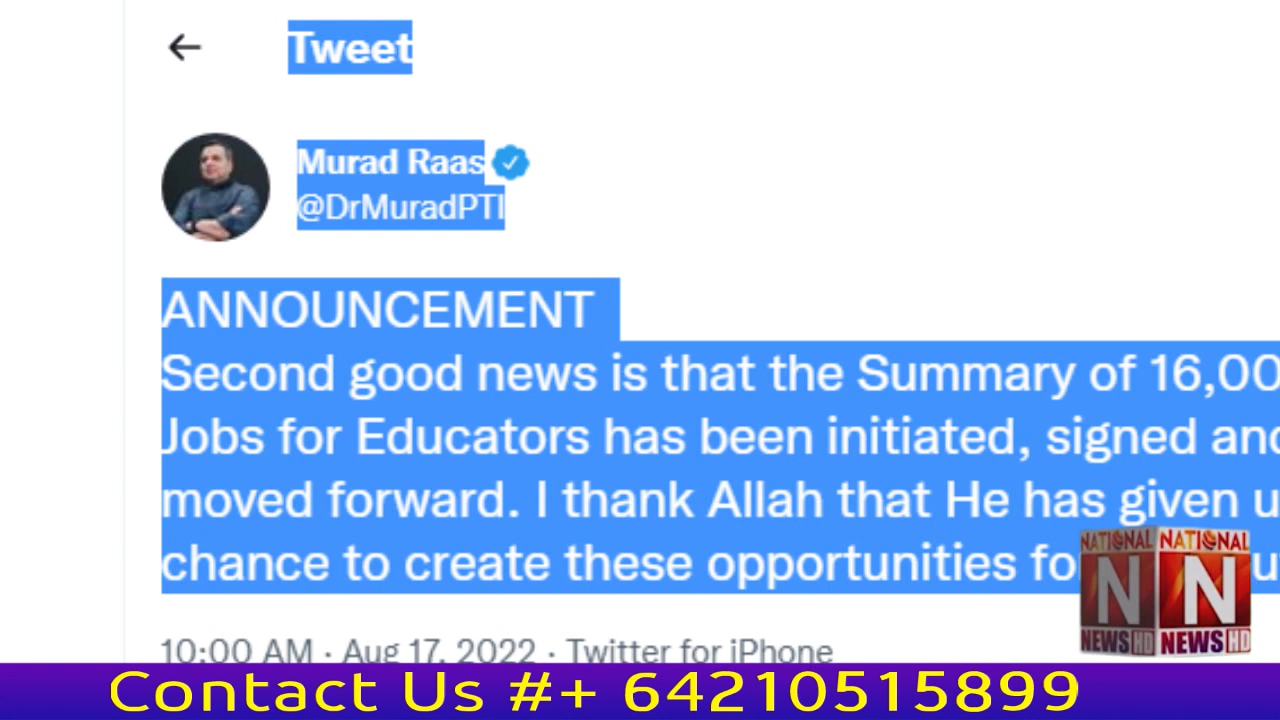 Tweet
Murad Raas
@DrMuradPTI
ANNOUNCEMENT
Second good news is that the Summary of 16,00
Jobs for Educators has been initiated, signed and
moved forward. I thank Allah that He has given u
chance to create these opportunities fo
10:00 AM · Aug 17, 2022 · Twitter for iPhone
NATIONAL NATIONAL
N N
NEWS HD NEWS HD
Contact Us #+ 64210515899